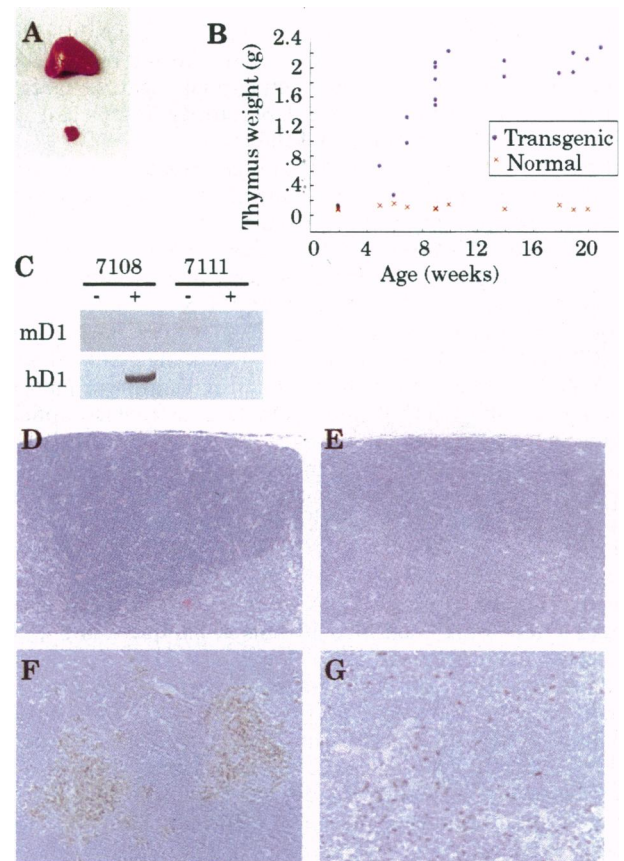 A
B
Thymus weight (g)
2.4
2
1.6
1.2
.8
.4
0
0 4 8 12 16 20
Age (weeks)
Transgenic
× Normal
C
7108 7111
- + - +
mD1
hD1
D
E
F
G